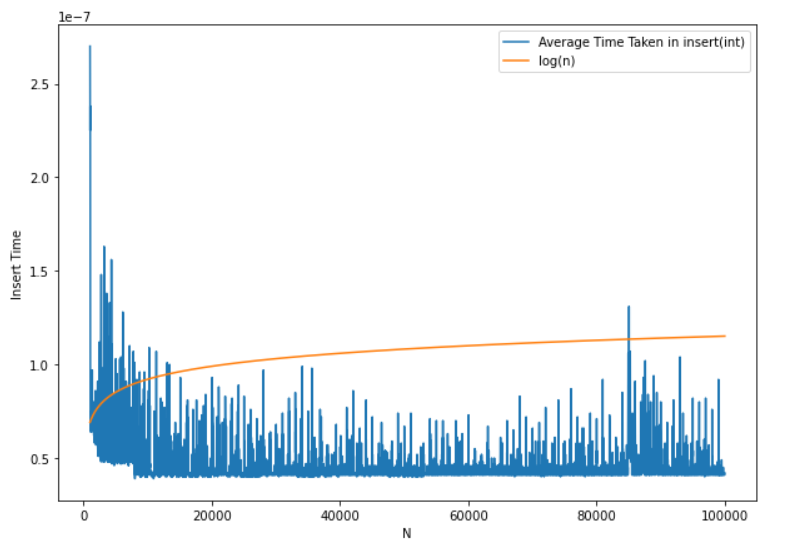 1e−7
Average Time Taken in insert(int)
log(n)
2.5
2.0
1.5
1.0
0.5
Insert Time
0 20000 40000 60000 80000 100000
N